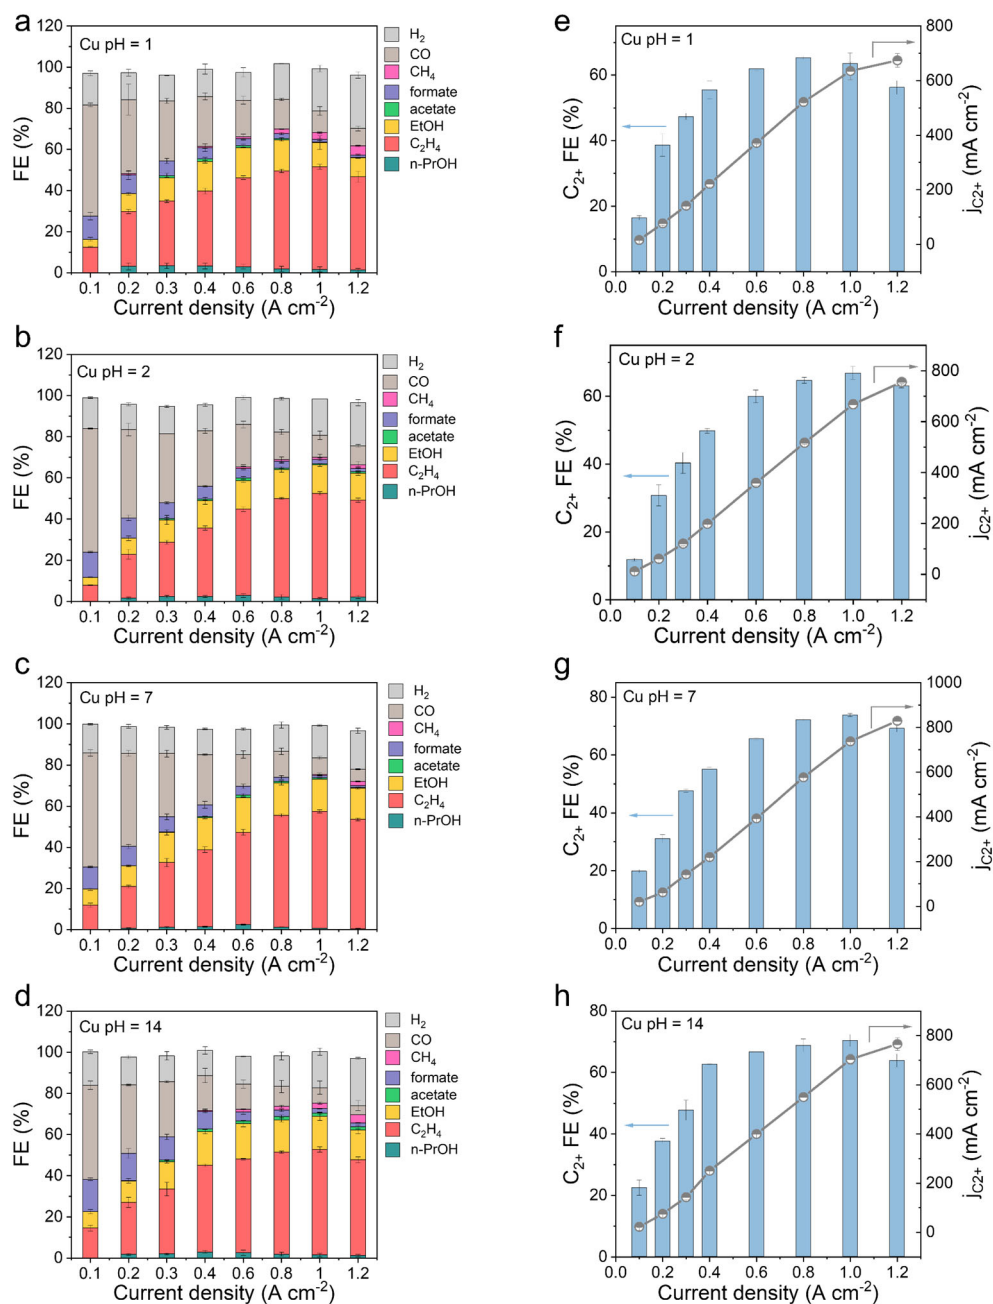 a
Cu pH = 1
FE (%)
120
100
80
60
40
20
0
0.1 0.2 0.3 0.4 0.6 0.8 1 1.2
Current density (A cm⁻²)
H₂
CO
CH₄
formate
acetate
EtOH
C₂H₄
n-PrOH
e
Cu pH = 1
C₂₊ FE (%)
60
40
20
0
0.0 0.2 0.4 0.6 0.8 1.0 1.2
Current density (A cm⁻²)
800
600
400
200
0
j_C2+ (mA cm⁻²)
b
Cu pH = 2
FE (%)
120
100
80
60
40
20
0
0.1 0.2 0.3 0.4 0.6 0.8 1 1.2
Current density (A cm⁻²)
H₂
CO
CH₄
formate
acetate
EtOH
C₂H₄
n-PrOH
f
Cu pH = 2
C₂₊ FE (%)
60
40
20
0
0.0 0.2 0.4 0.6 0.8 1.0 1.2
Current density (A cm⁻²)
800
600
400
200
0
j_C2+ (mA cm⁻²)
c
Cu pH = 7
FE (%)
120
100
80
60
40
20
0
0.1 0.2 0.3 0.4 0.6 0.8 1 1.2
Current density (A cm⁻²)
H₂
CO
CH₄
formate
acetate
EtOH
C₂H₄
n-PrOH
g
Cu pH = 7
C₂₊ FE (%)
80
60
40
20
0
0.0 0.2 0.4 0.6 0.8 1.0 1.2
Current density (A cm⁻²)
1000
800
600
400
200
0
j_C2+ (mA cm⁻²)
d
Cu pH = 14
FE (%)
120
100
80
60
40
20
0
0.1 0.2 0.3 0.4 0.6 0.8 1 1.2
Current density (A cm⁻²)
H₂
CO
CH₄
formate
acetate
EtOH
C₂H₄
n-PrOH
h
Cu pH = 14
C₂₊ FE (%)
80
60
40
20
0
0.0 0.2 0.4 0.6 0.8 1.0 1.2
Current density (A cm⁻²)
800
600
400
200
0
j_C2+ (mA cm⁻²)